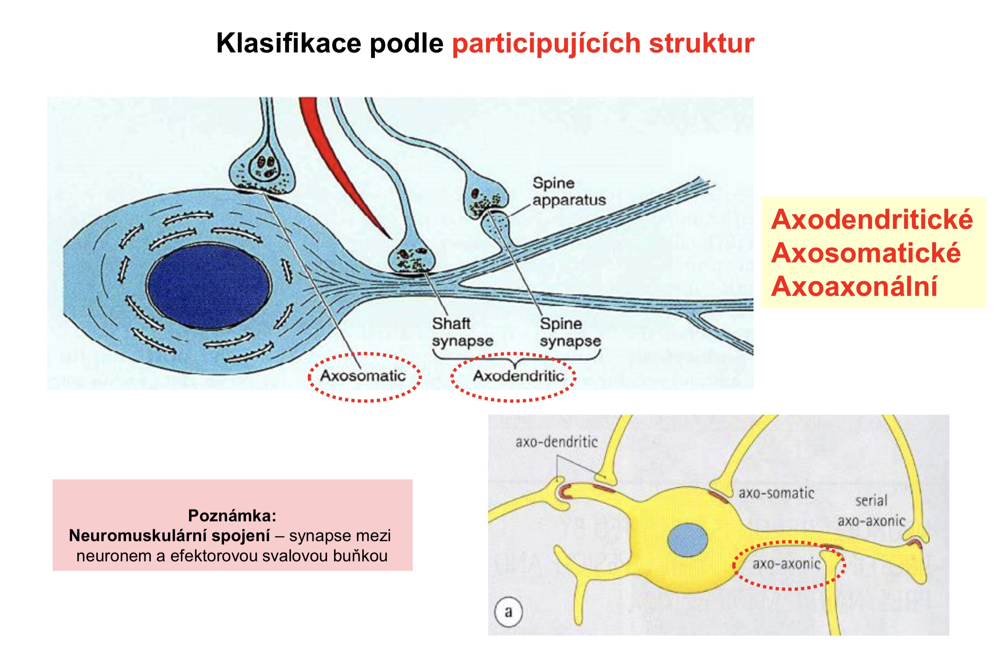 Klasifikace podle participujících struktur
Spine
apparatus
Axodendritické
Axosomatické
Axoaxonální
Shaft
synapse
Spine
synapse
Axosomatic
Axodendritic
axo-dendritic
axo-somatic
serial
axo-axonic
axo-axonic
a
Poznámka:
Neuromuskulární spojení – synapse mezi
neuronem a efektorovou svalovou buňkou